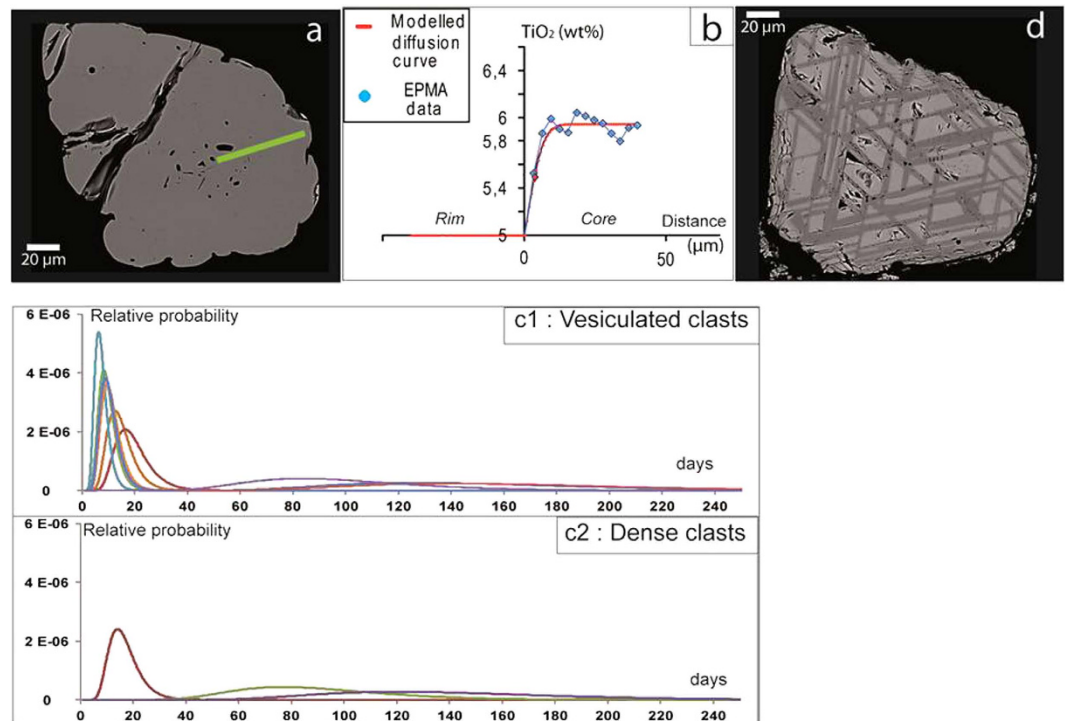 a
20 µm
Modelled
diffusion
curve
EPMA
data
TiO₂ (wt%)
b
6,4
6
5,8
5,4
5
Rim
Core
Distance
(µm)
0
50
20 µm
d
6 E-06
Relative probability
c1 : Vesiculated clasts
4 E-06
2 E-06
days
0
0 20 40 60 80 100 120 140 160 180 200 220 240
6 E-06
Relative probability
c2 : Dense clasts
4 E-06
2 E-06
days
0
0 20 40 60 80 100 120 140 160 180 200 220 240